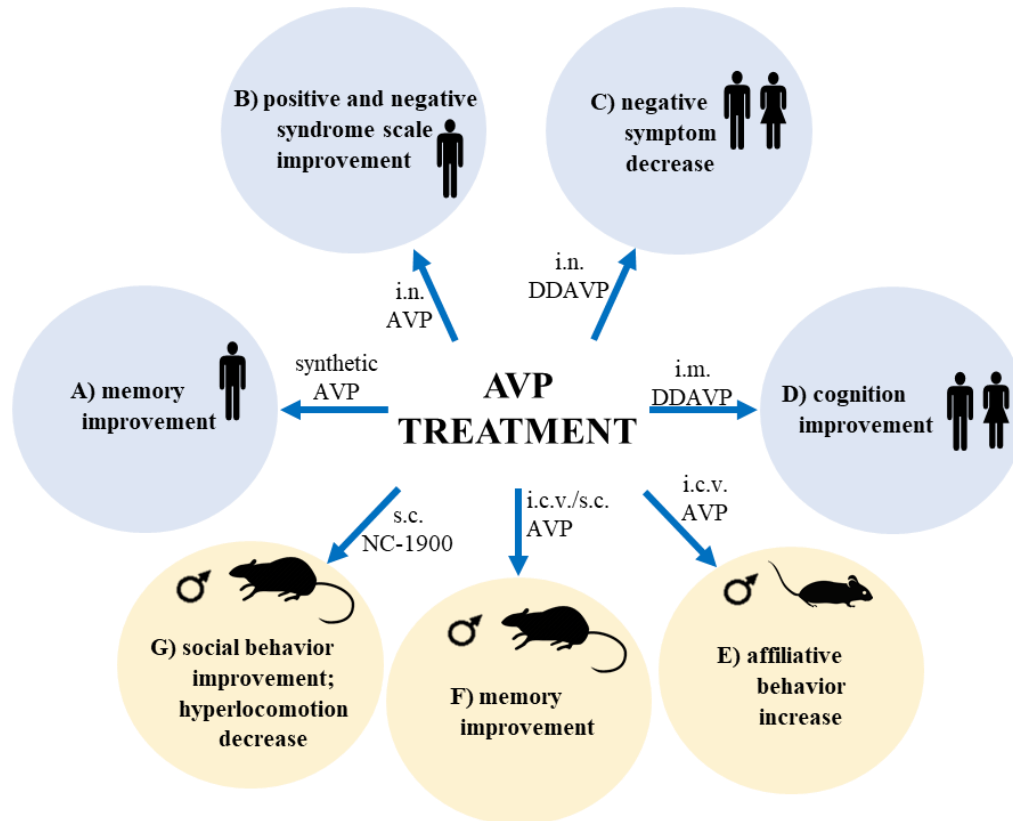 B) positive and negative
syndrome scale
improvement
C) negative
symptom
decrease
i.n.
AVP
i.n.
DDAVP
A) memory
improvement
synthetic
AVP
AVP
TREATMENT
i.m.
DDAVP
D) cognition
improvement
s.c.
NC-1900
i.c.v./s.c.
AVP
i.c.v.
AVP
G) social behavior
improvement;
hyperlocomotion
decrease
F) memory
improvement
E) affiliative
behavior
increase